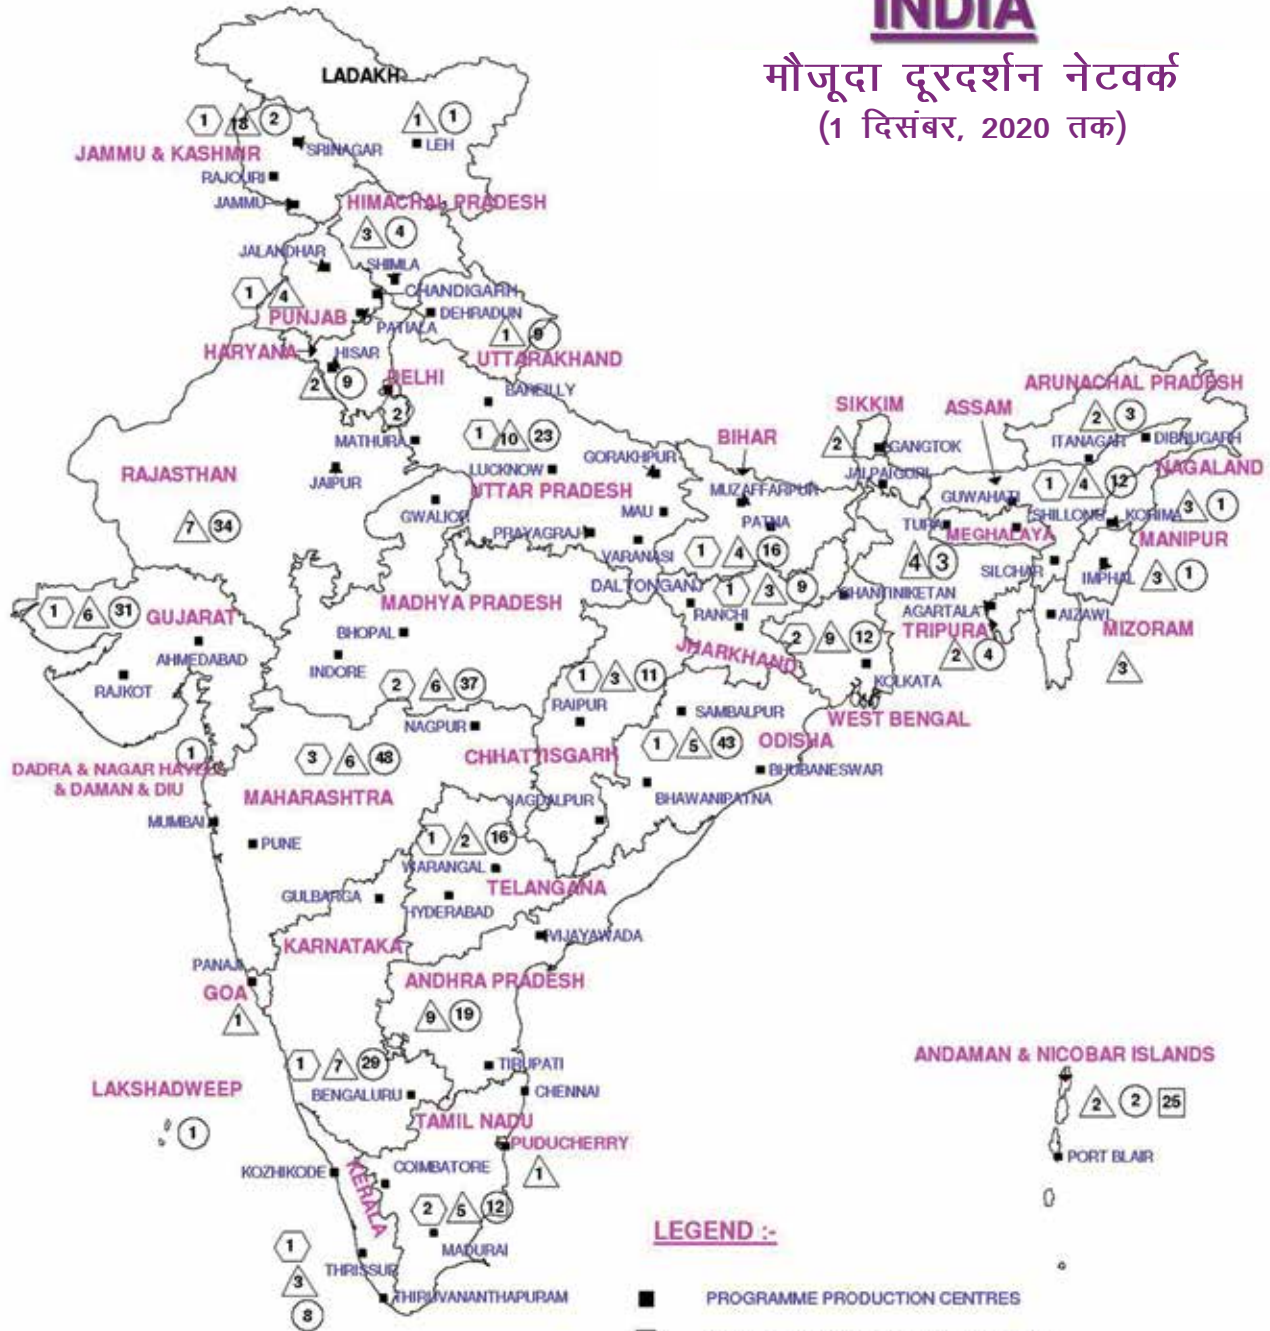 INDIA
मौजूदा दूरदर्शन नेटवर्क
(1 दिसंबर, 2020 तक)
LADAKH
1 18 2
1 1
SRINAGAR
LEH
JAMMU & KASHMIR
RAJOURI
JAMMU
HIMACHAL PRADESH
3 4
JALANDHAR
SHIMLA
1 4
CHANDIGARH
PUNJAB
PATIALA
DEHRADUN
1 9
HARYANA
HISAR
UTTARAKHAND
2 9
DELHI
2
BAREILLY
ARUNACHAL PRADESH
2 3
SIKKIM
ASSAM
2
MATHURA
1 10 23
BIHAR
GANGTOK
ITANAGAR
DIBRUGARH
RAJASTHAN
JAIPUR
LUCKNOW
GORAKHPUR
JALPAIGURI
NAGALAND
UTTAR PRADESH
MUZAFFARPUR
GUWAHATI
1 4 12
GWALIOR
MAU
PATNA
TURA
SHILLONG
KOHIMA
3 1
7 34
PRAYAGRAJ
MEGHALAYA
MANIPUR
VARANASI
1 4 16
4 3
SILCHAR
IMPHAL
3 1
DALTONGANJ
1 3 9
SHANTINIKETAN
1 6 31
GUJARAT
MADHYA PRADESH
RANCHI
AGARTALA
AIZAWL
BHOPAL
2 9 12
TRIPURA
MIZORAM
AHMEDABAD
JHARKHAND
2 4
3
RAJKOT
INDORE
1 3 11
KOLKATA
2 6 37
RAIPUR
SAMBALPUR
WEST BENGAL
NAGPUR
1 5 43
ODISHA
1
3 6 48
CHHATTISGARH
DADRA & NAGAR HAVELI
BHUBANESWAR
& DAMAN & DIU
MAHARASHTRA
JAGDALPUR
BHAWANIPATNA
MUMBAI
PUNE
1 2 16
WARANGAL
TELANGANA
GULBARGA
HYDERABAD
KARNATAKA
VIJAYAWADA
PANAJI
ANDHRA PRADESH
GOA
1
9 19
1 7 29
TIRUPATI
ANDAMAN & NICOBAR ISLANDS
LAKSHADWEEP
BENGALURU
CHENNAI
2 2 25
1
TAMIL NADU
PUDUCHERRY
1
PORT BLAIR
KOZHIKODE
KERALA
COIMBATORE
2 5 12
MADURAI
1
THRISSUR
3
THIRUVANANTHAPURAM
8
LEGEND :-
PROGRAMME PRODUCTION CENTRES